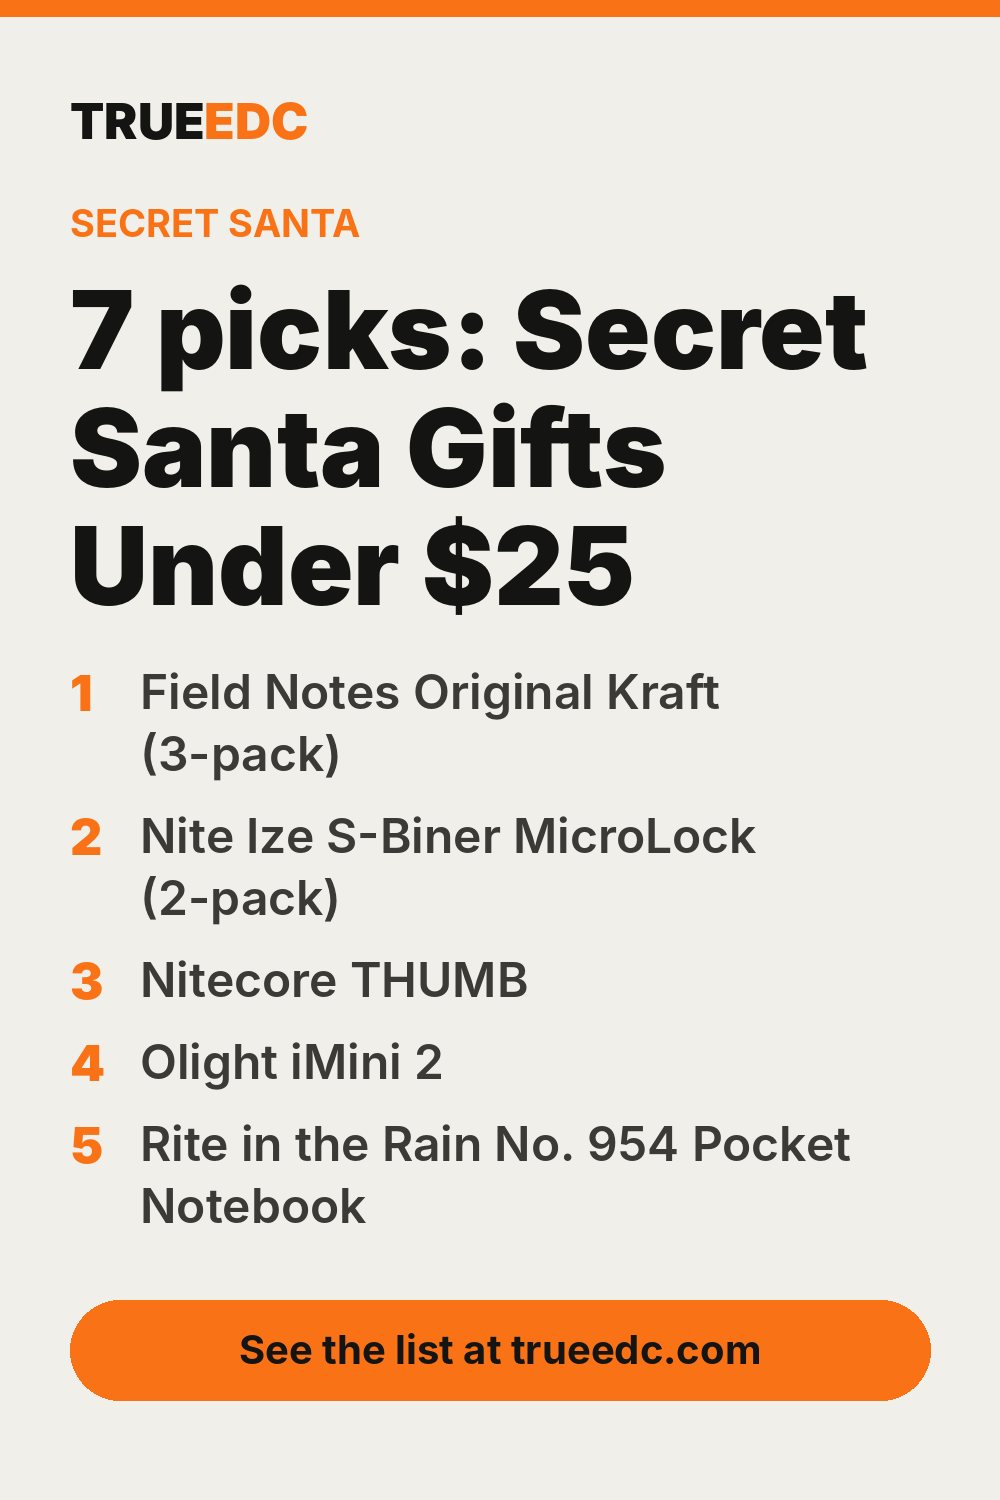 TRUEEDC
SECRET SANTA
7 picks: Secret
Santa Gifts
Under $25
1 Field Notes Original Kraft
(3-pack)
2 Nite Ize S-Biner MicroLock
(2-pack)
3 Nitecore THUMB
4 Olight iMini 2
5 Rite in the Rain No. 954 Pocket
Notebook
See the list at trueedc.com